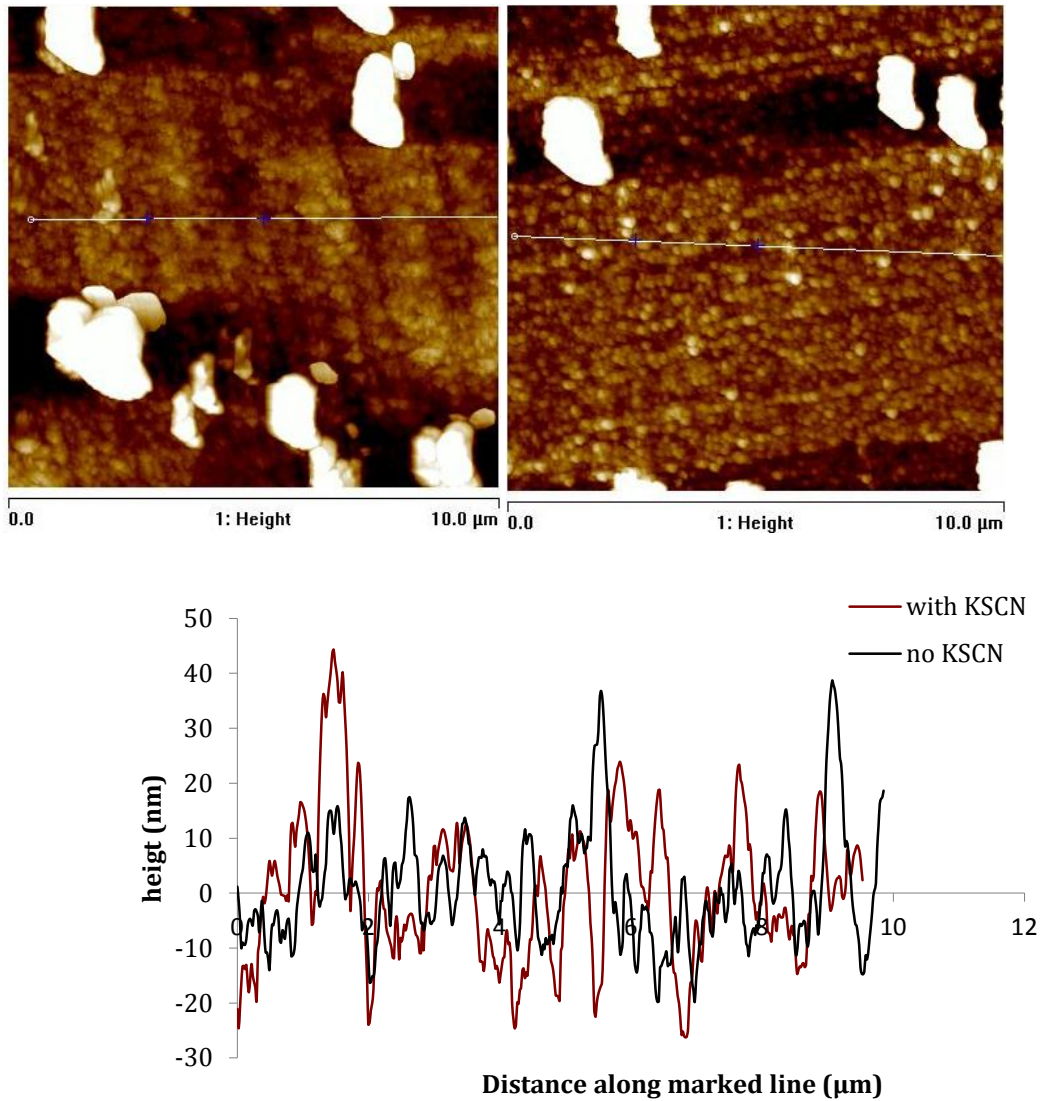 0.0 1: Height 10.0 µm
0.0 1: Height 10.0 µm
with KSCN
no KSCN
50
40
30
20
10
0
-10
-20
-30
0 2 4 6 8 10 12
heigt (nm)
Distance along marked line (µm)